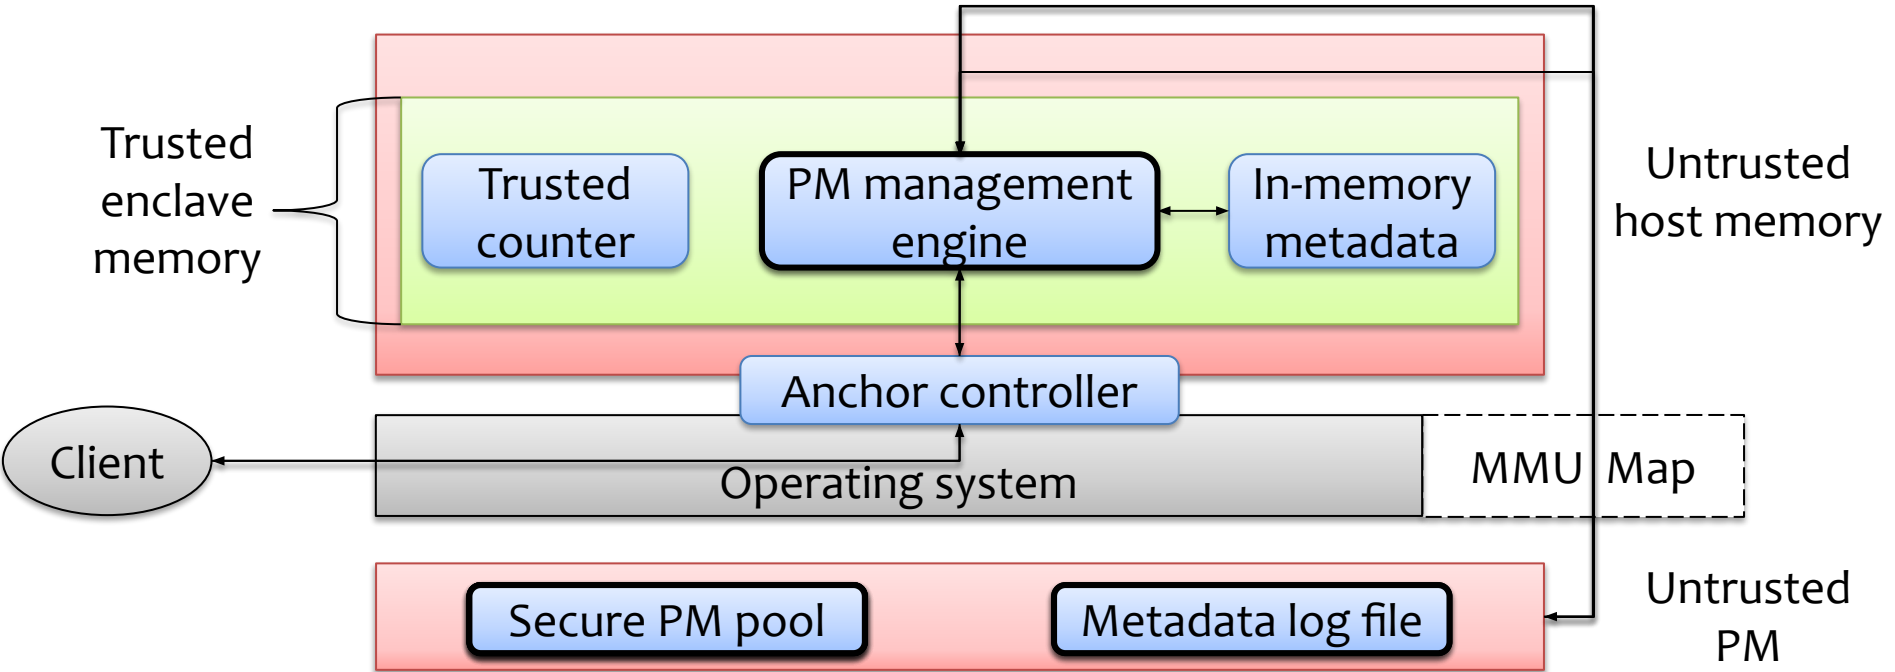 Trusted
enclave
memory
Trusted
counter
PM management
engine
In-memory
metadata
Untrusted
host memory
Anchor controller
Client
Operating system
MMU Map
Secure PM pool
Metadata log file
Untrusted
PM